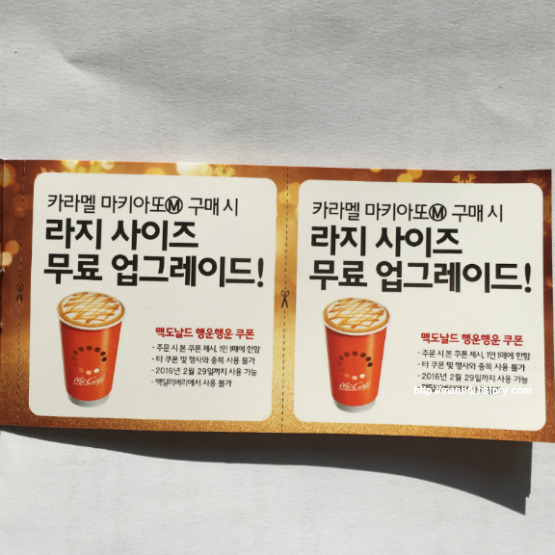 카라멜 마키아또Ⓜ 구매 시
라지 사이즈
무료 업그레이드!
맥도날드 행운행운 쿠폰
- 주문 시 본 쿠폰 제시, 1인 1매에 한함
- 타 쿠폰 및 행사와 중복 사용 불가
- 2016년 2월 29일까지 사용 가능
- 맥딜리버리에서 사용 불가
McCafé
카라멜 마키아또Ⓜ 구매 시
라지 사이즈
무료 업그레이드!
맥도날드 행운행운 쿠폰
- 주문 시 본 쿠폰 제시, 1인 1매에 한함
- 타 쿠폰 및 행사와 중복 사용 불가
- 2016년 2월 29일까지 사용 가능
McCafé